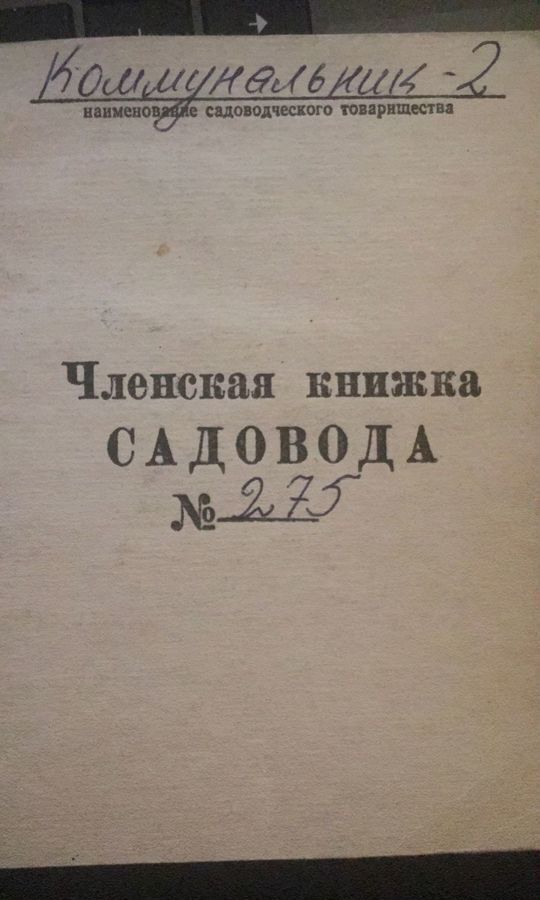 Коммунальник-2
наименование садоводческого товарищества
Членская книжка
САДОВОДА
№ 275